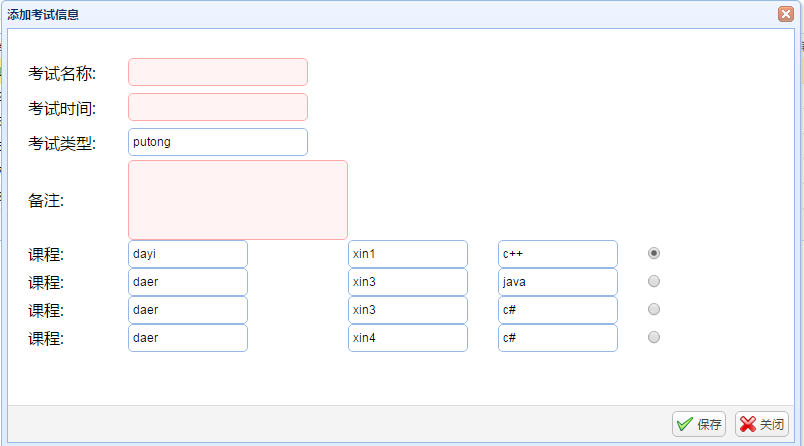 添加考试信息
考试名称:
考试时间:
考试类型: putong
备注:
课程: dayi xin1 c++
课程: daer xin3 java
课程: daer xin3 c#
课程: daer xin4 c#
保存 关闭